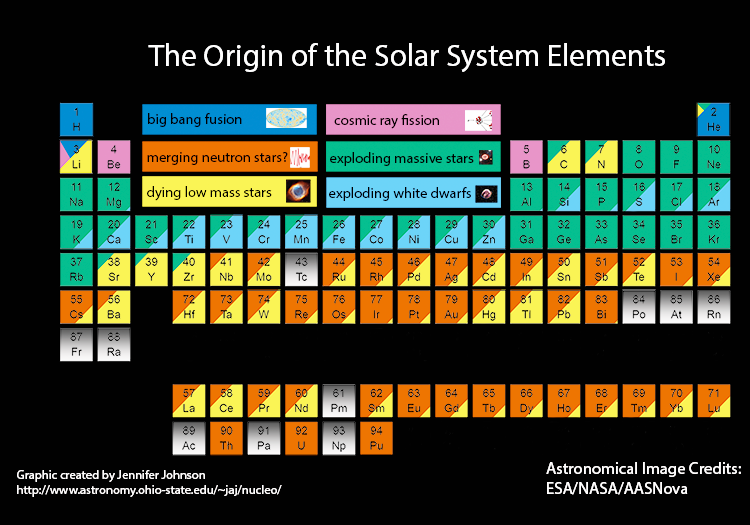 The Origin of the Solar System Elements
big bang fusion
cosmic ray fission
merging neutron stars?
exploding massive stars
dying low mass stars
exploding white dwarfs
1 2
H He
3 4 5 6 7 8 9 10
Li Be B C N O F Ne
11 12 13 14 15 16 17 18
Na Mg Al Si P S Cl Ar
19 20 21 22 23 24 25 26 27 28 29 30 31 32 33 34 35 36
K Ca Sc Ti V Cr Mn Fe Co Ni Cu Zn Ga Ge As Se Br Kr
37 38 39 40 41 42 43 44 45 46 47 48 49 50 51 52 53 54
Rb Sr Y Zr Nb Mo Tc Ru Rh Pd Ag Cd In Sn Sb Te I Xe
55 56 72 73 74 75 76 77 78 79 80 81 82 83 84 85 86
Cs Ba Hf Ta W Re Os Ir Pt Au Hg Tl Pb Bi Po At Rn
87 88
Fr Ra
57 58 59 60 61 62 63 64 65 66 67 68 69 70 71
La Ce Pr Nd Pm Sm Eu Gd Tb Dy Ho Er Tm Yb Lu
89 90 91 92 93 94
Ac Th Pa U Np Pu
Graphic created by Jennifer Johnson
http://www.astronomy.ohio-state.edu/~jaj/nucleo/
Astronomical Image Credits:
ESA/NASA/AASNova